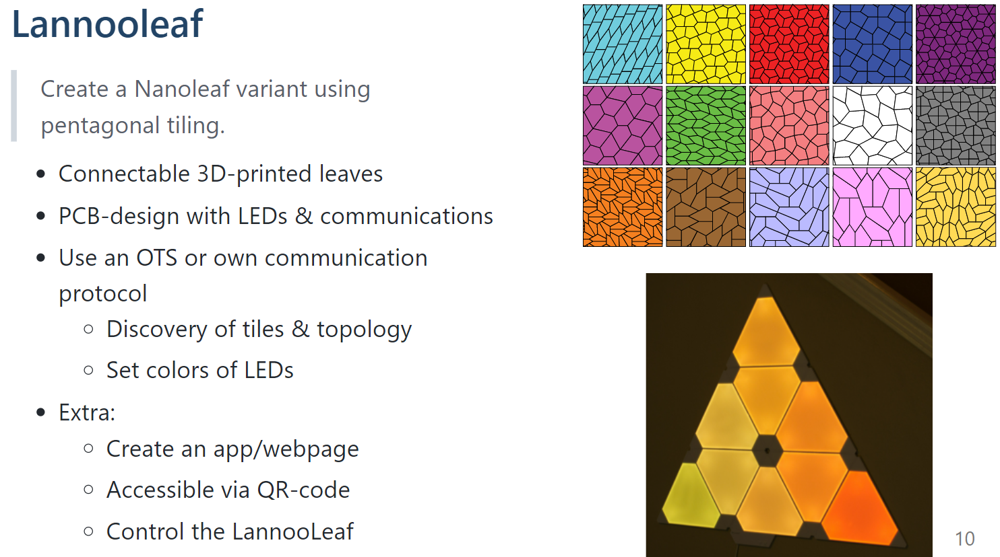 Lannooleaf
Create a Nanoleaf variant using
pentagonal tiling.
Connectable 3D-printed leaves
PCB-design with LEDs & communications
Use an OTS or own communication
protocol
Discovery of tiles & topology
Set colors of LEDs
Extra:
Create an app/webpage
Accessible via QR-code
Control the LannooLeaf
10